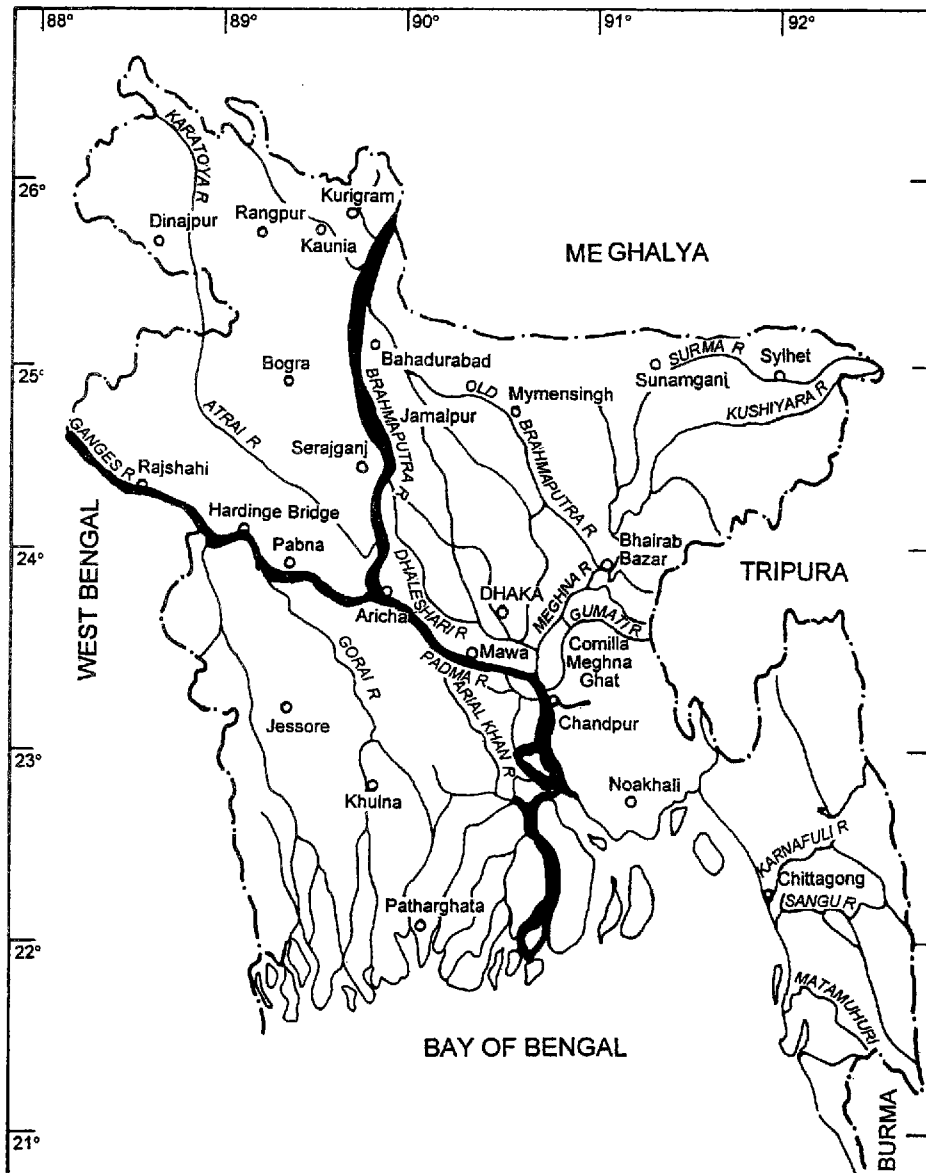 88° 89° 90° 91° 92°
26°
25°
24°
23°
22°
21°
KARATOYA R
Dinajpur
Rangpur
Kurigram
Kaunia
MEGHALYA
Bogra
Bahadurabad
SURMA R
Sylhet
Sunamganj
KUSHIYARA R
OLD BRAHMAPUTRA R
Mymensingh
Jamalpur
BRAHMAPUTRA R
ATRAI R
Serajganj
GANGES R
Rajshahi
Hardinge Bridge
Pabna
WEST BENGAL
Bhairab
Bazar
TRIPURA
DHALESHARI R
DHAKA
MEGHNA R
GUMATI R
Aricha
Mawa
Comilla
Meghna
Ghat
GORAI R
PADMA R
ARIAL KHAN R
Chandpur
Jessore
Khulna
Noakhali
KARNAFULI R
Chittagong
SANGU R
Patharghata
MATAMUHURI
BAY OF BENGAL
BURMA